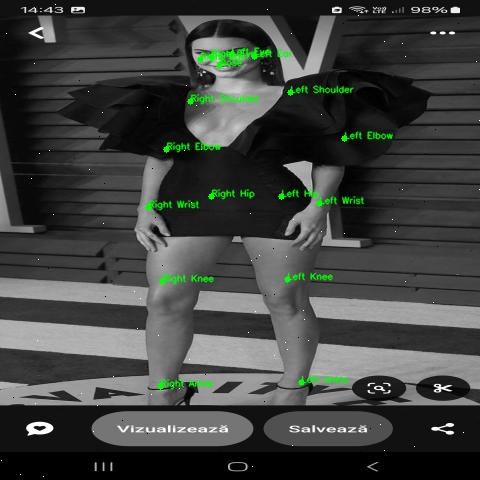 14:43 98%
Left Shoulder
Right Shoulder
Left Elbow
Right Elbow
Right Hip
Left Hip
Left Wrist
Right Wrist
Right Knee
Left Knee
Right Ankle
Vizualizează Salvează